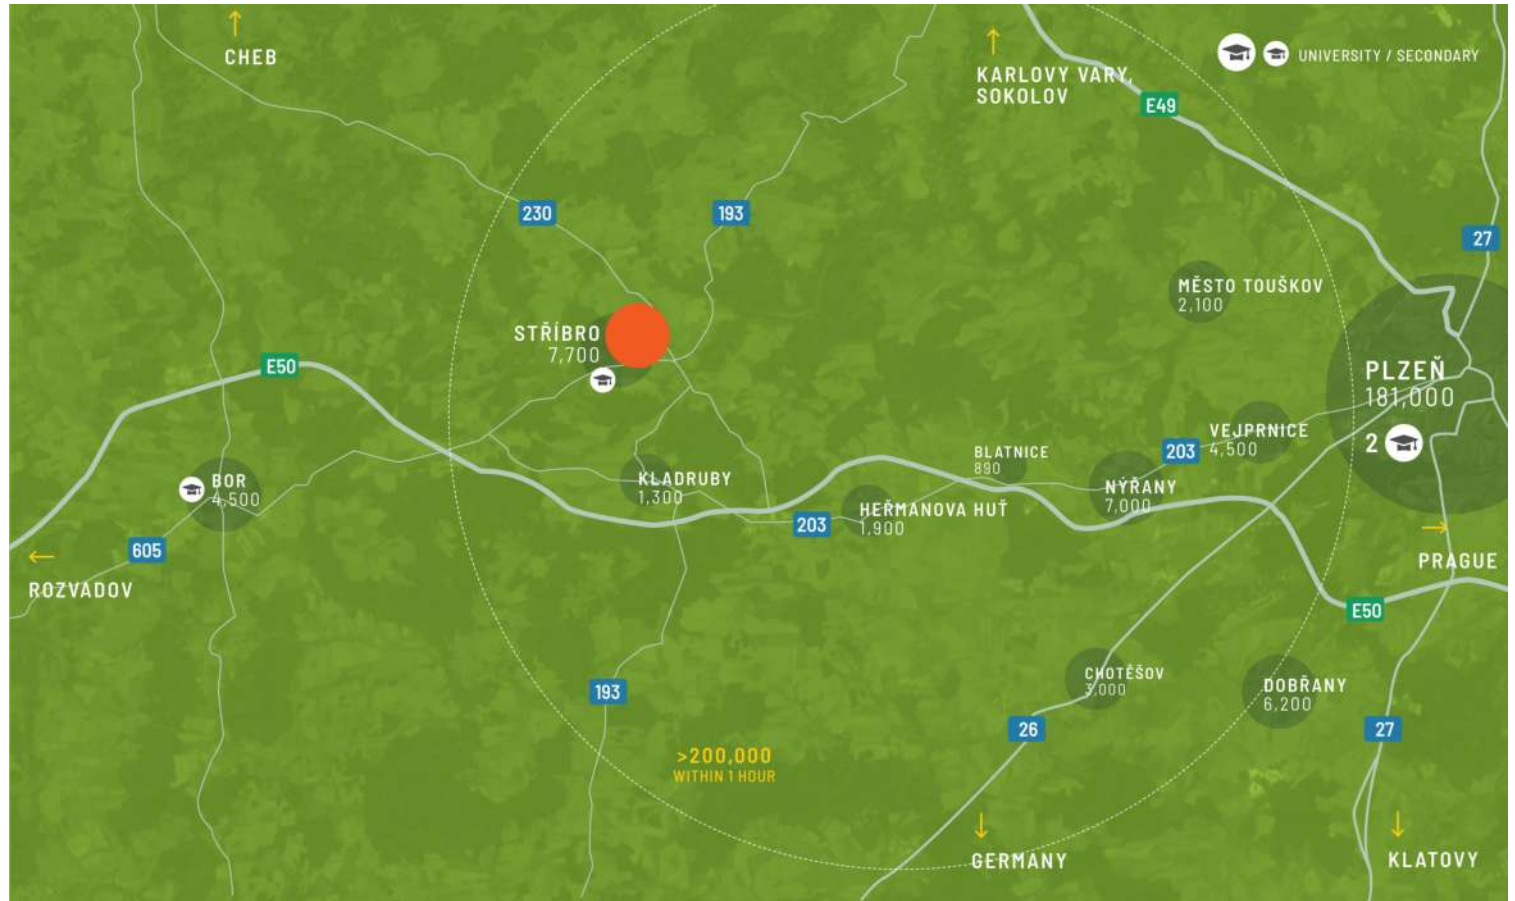 CHEB
KARLOVY VARY,
SOKOLOV
UNIVERSITY / SECONDARY
E49
230
193
27
MĚSTO TOUŠKOV
2,100
STŘÍBRO
7,700
E50
PLZEŇ
181,000
2
VEJPRNICE
4,500
203
BLATNICE
890
BOR
4,500
KLADRUBY
1,300
NÝŘANY
7,000
HEŘMANOVA HUŤ
1,900
203
605
ROZVADOV
PRAGUE
E50
CHOTĚŠOV
3,000
DOBŘANY
6,200
193
26
27
>200,000
WITHIN 1 HOUR
GERMANY
KLATOVY